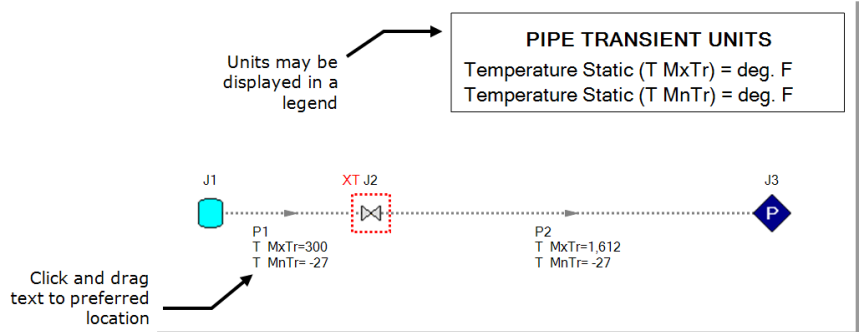 PIPE TRANSIENT UNITS
Temperature Static (T MxTr) = deg. F
Temperature Static (T MnTr) = deg. F
Units may be
displayed in a
legend
J1
XT J2
J3
P
P1
T MxTr=300
T MnTr= -27
P2
T MxTr=1,612
T MnTr= -27
Click and drag
text to preferred
location